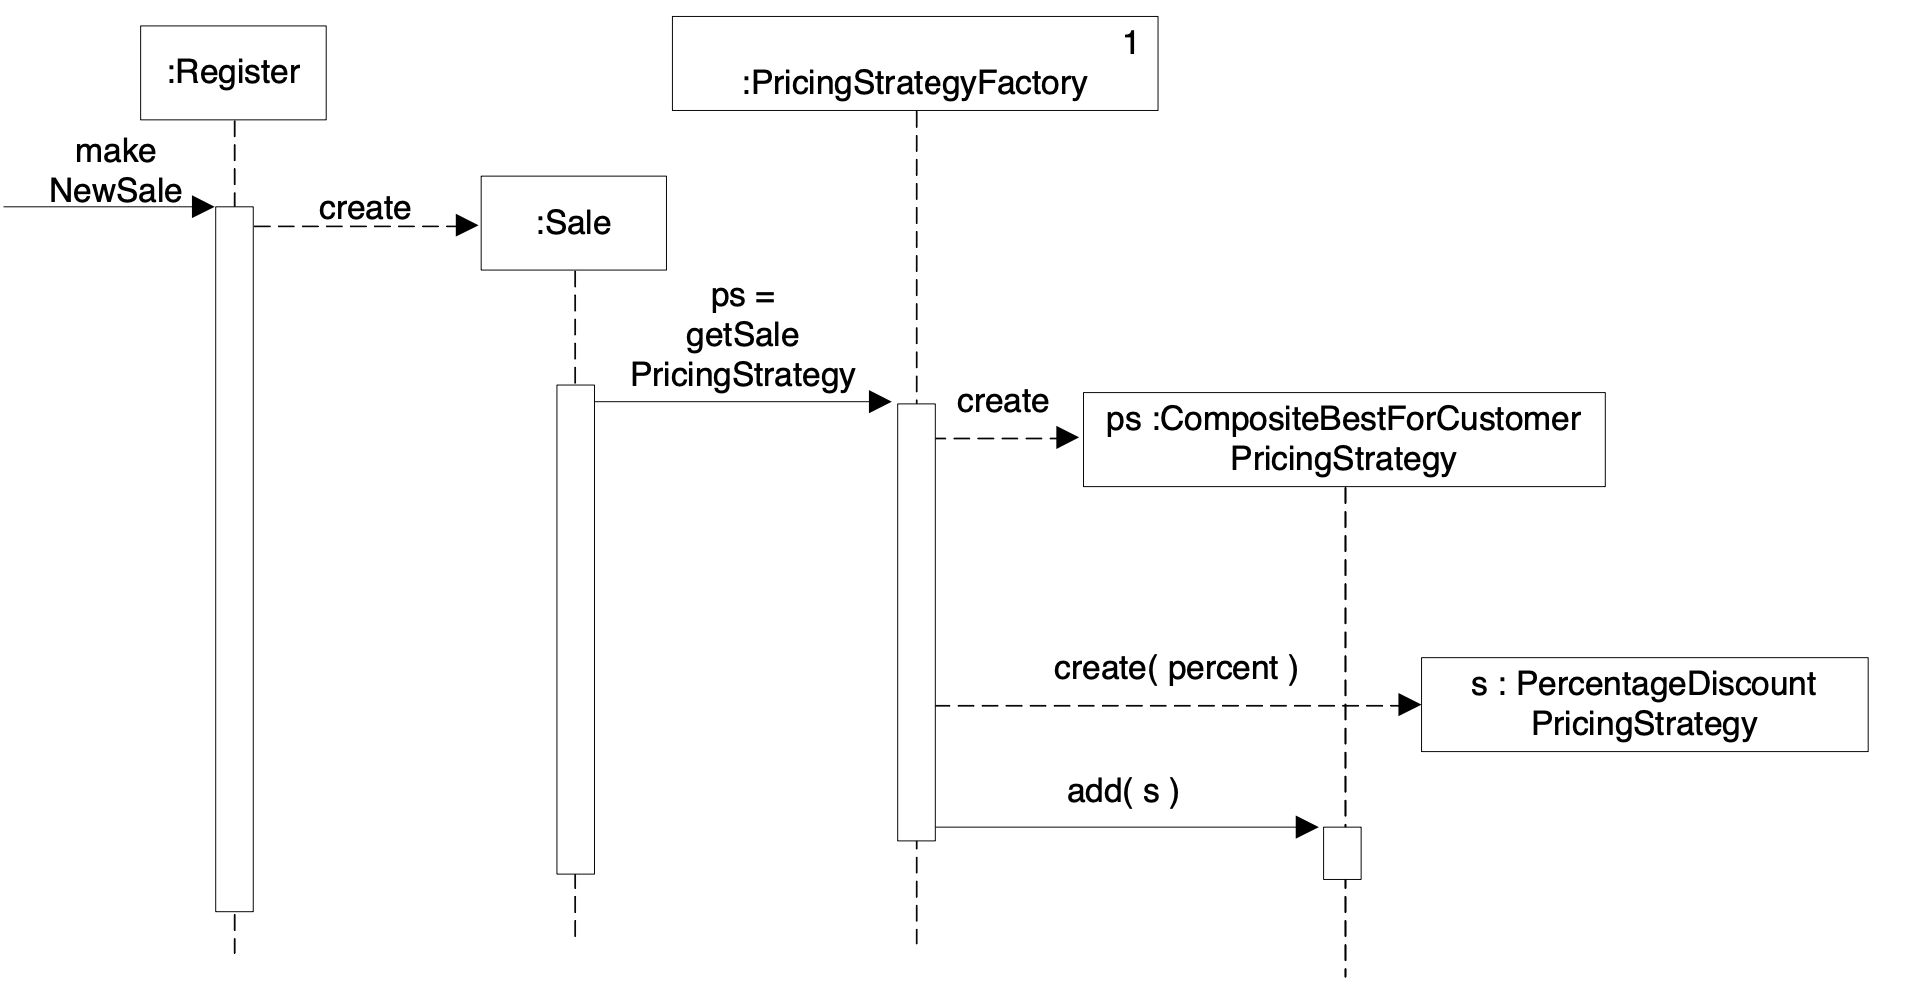 :Register
1
:PricingStrategyFactory
make
NewSale
create
:Sale
ps =
getSale
PricingStrategy
create
ps :CompositeBestForCustomer
PricingStrategy
create( percent )
s : PercentageDiscount
PricingStrategy
add( s )